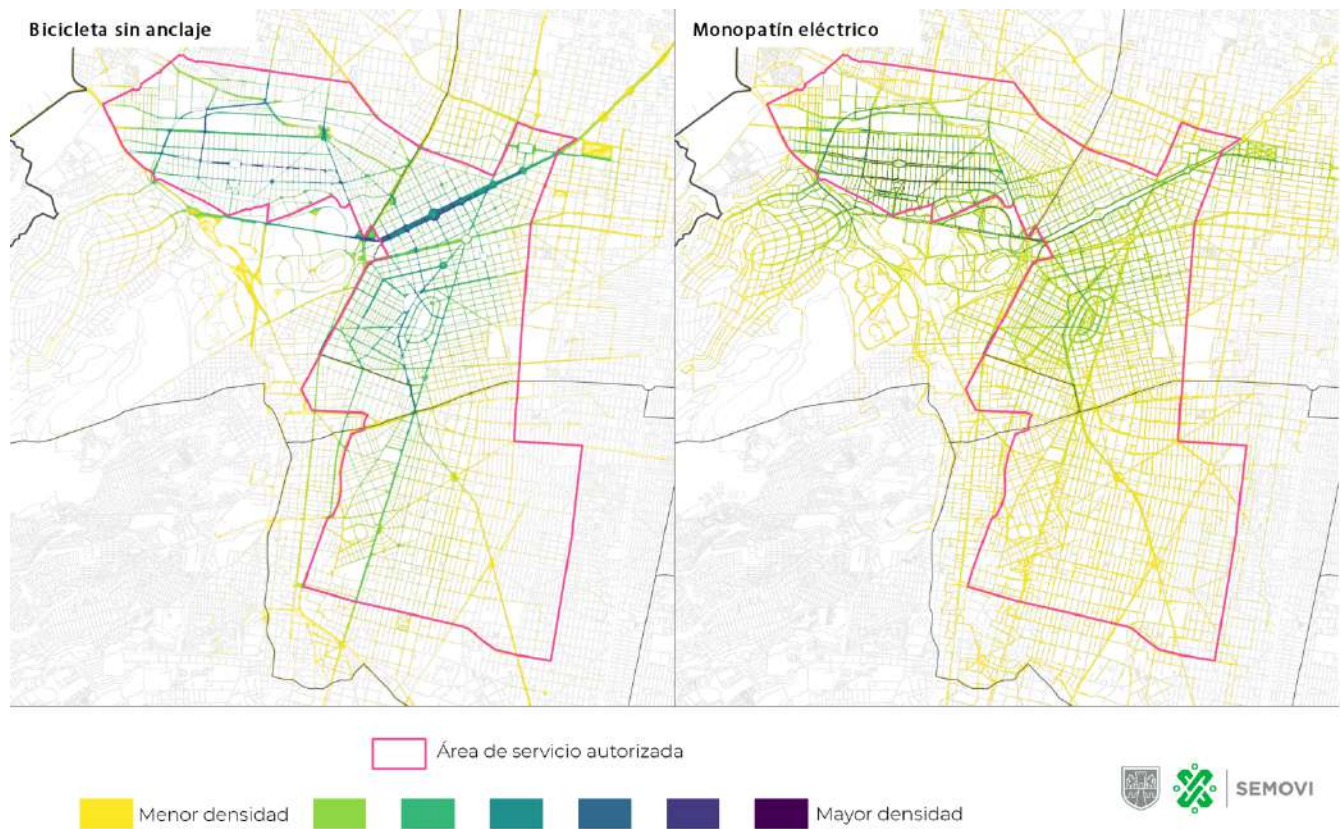 Bicicleta sin anclaje
Monopatín eléctrico
Área de servicio autorizada
Menor densidad
Mayor densidad
SEMOVI